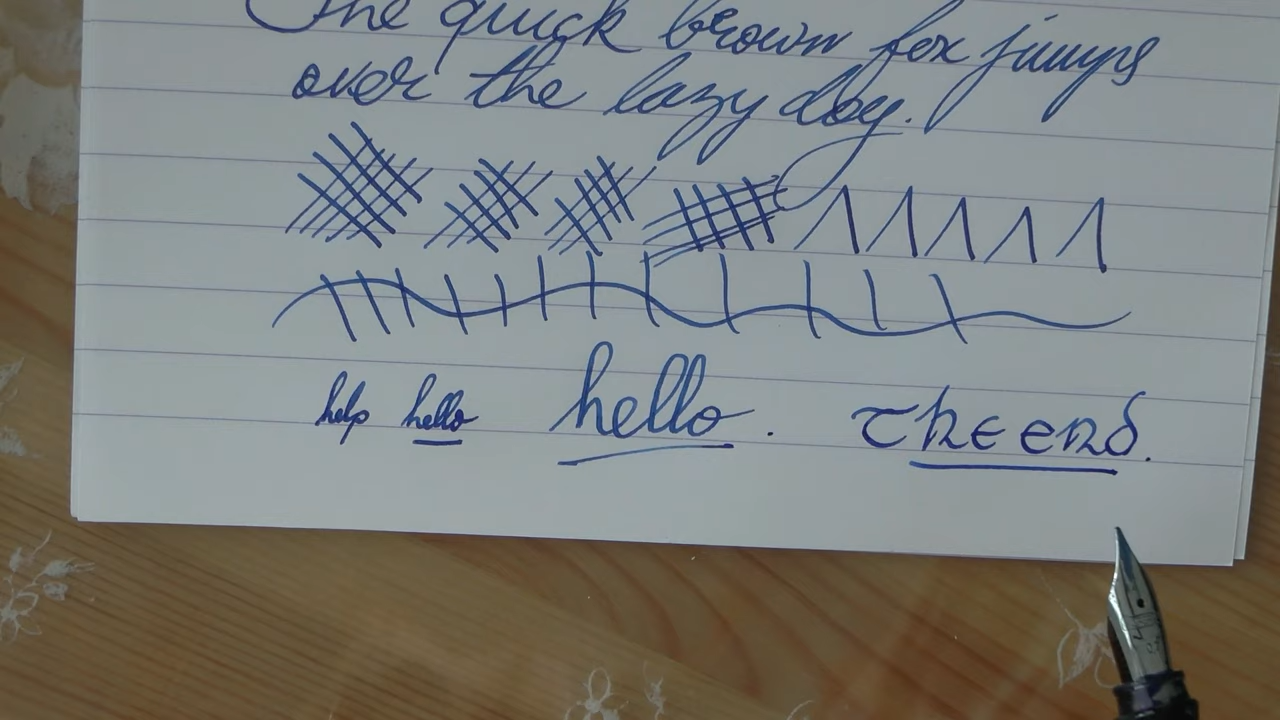 The quick brown fox jumps
over the lazy dog.
help hello hello. The end.